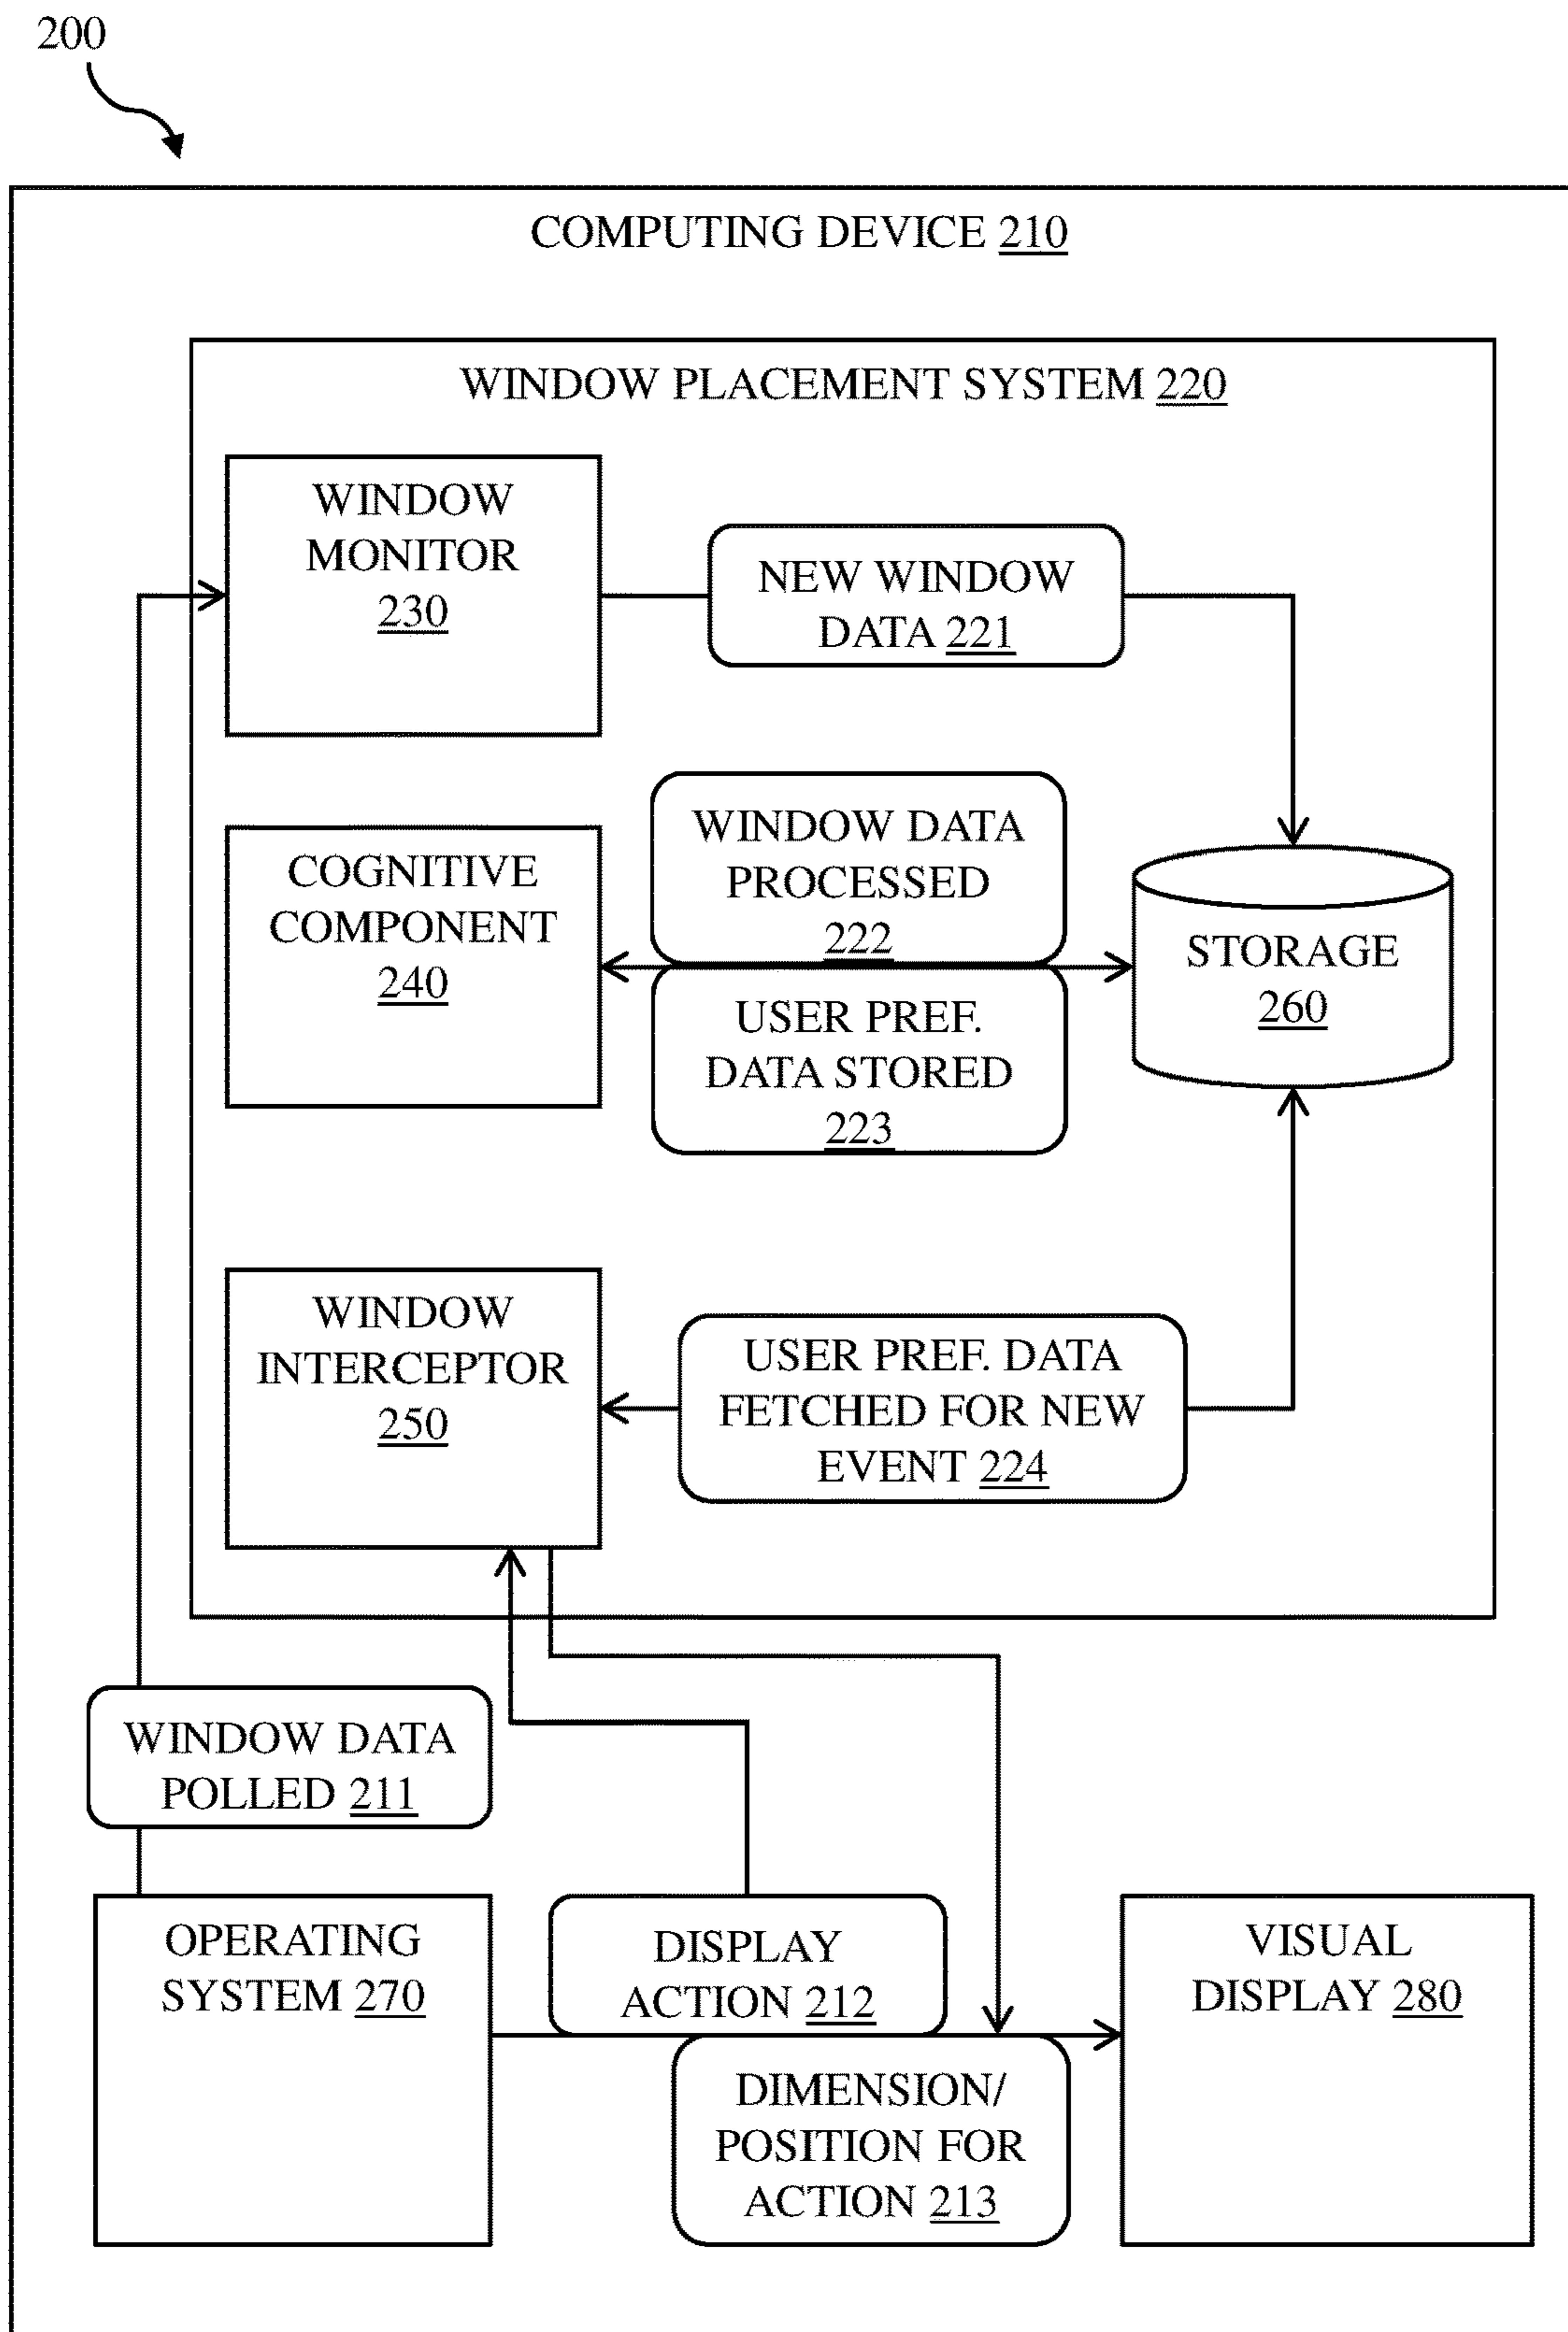 200
COMPUTING DEVICE 210
WINDOW PLACEMENT SYSTEM 220
WINDOW
MONITOR
230
NEW WINDOW
DATA 221
WINDOW DATA
PROCESSED
222
COGNITIVE
COMPONENT
240
USER PREF.
DATA STORED
223
STORAGE
260
WINDOW
INTERCEPTOR
250
USER PREF. DATA
FETCHED FOR NEW
EVENT 224
WINDOW DATA
POLLED 211
OPERATING
SYSTEM 270
DISPLAY
ACTION 212
DIMENSION/
POSITION FOR
ACTION 213
VISUAL
DISPLAY 280